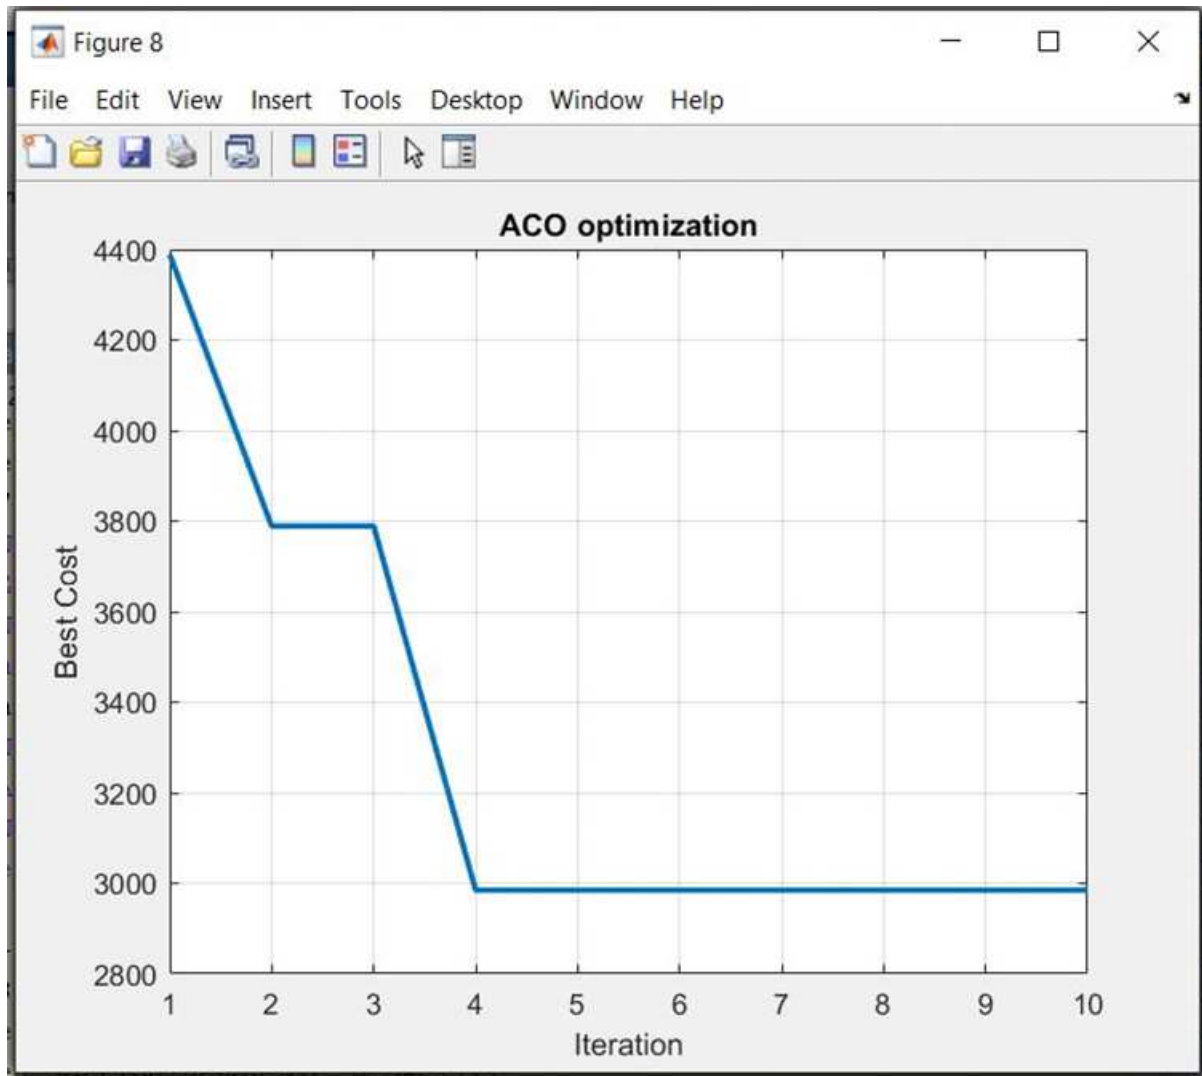 Figure 8
File Edit View Insert Tools Desktop Window Help
ACO optimization
4400
4200
4000
3800
3600
3400
3200
3000
2800
Best Cost
1 2 3 4 5 6 7 8 9 10
Iteration